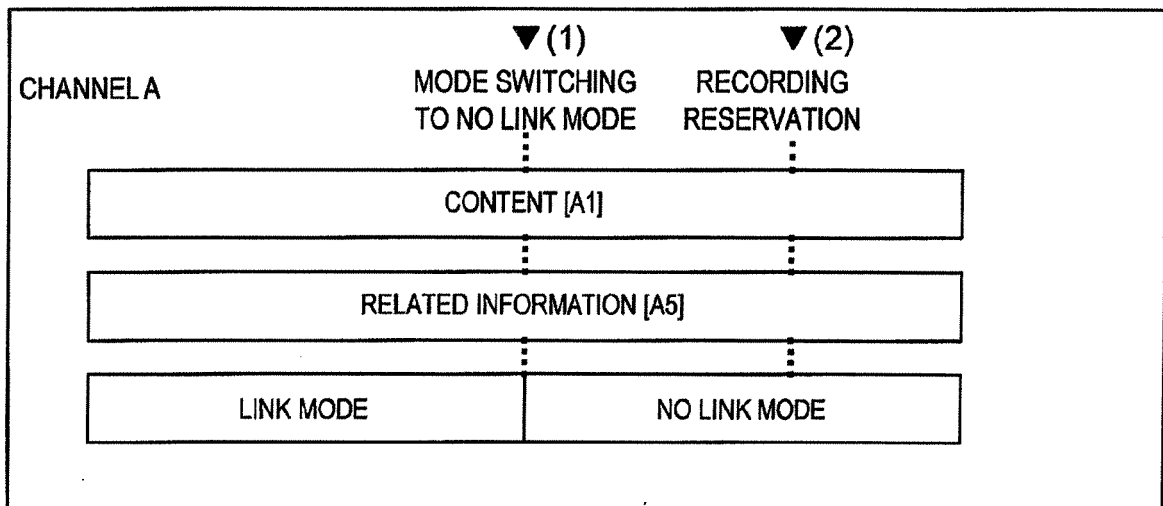 ▼(1) ▼(2)
CHANNEL A
MODE SWITCHING
TO NO LINK MODE
RECORDING
RESERVATION
CONTENT [A1]
RELATED INFORMATION [A5]
LINK MODE
NO LINK MODE